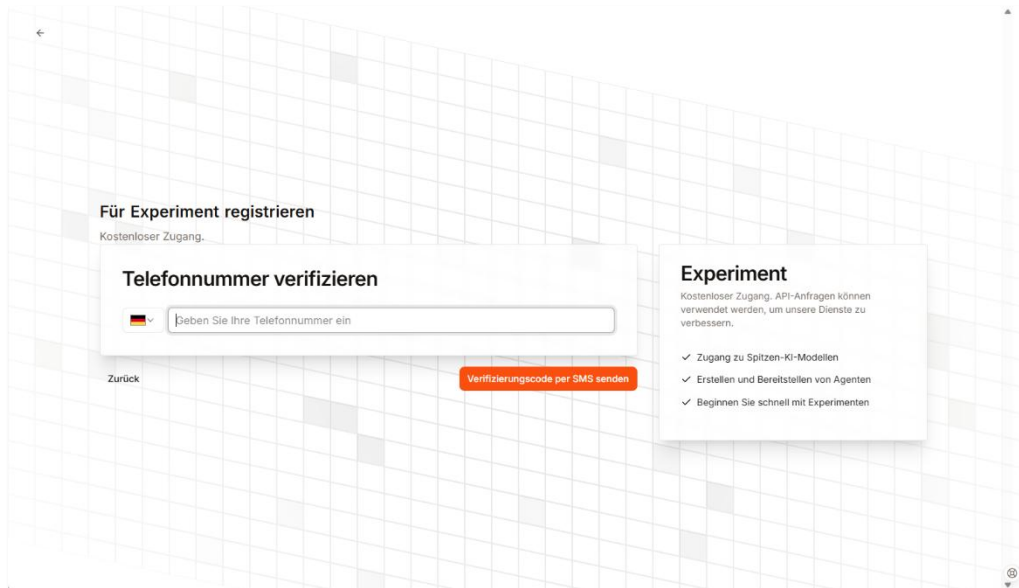 Für Experiment registrieren
Kostenloser Zugang.
Telefonnummer verifizieren
Geben Sie Ihre Telefonnummer ein
Zurück
Verifizierungscode per SMS senden
Experiment
Kostenloser Zugang. API-Anfragen können
verwendet werden, um unsere Dienste zu
verbessern.
Zugang zu Spitzen-KI-Modellen
Erstellen und Bereitstellen von Agenten
Beginnen Sie schnell mit Experimenten